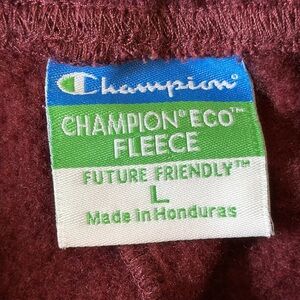 Champion®
CHAMPION® ECO™
FLEECE
FUTURE FRIENDLY™
L
Made in Honduras